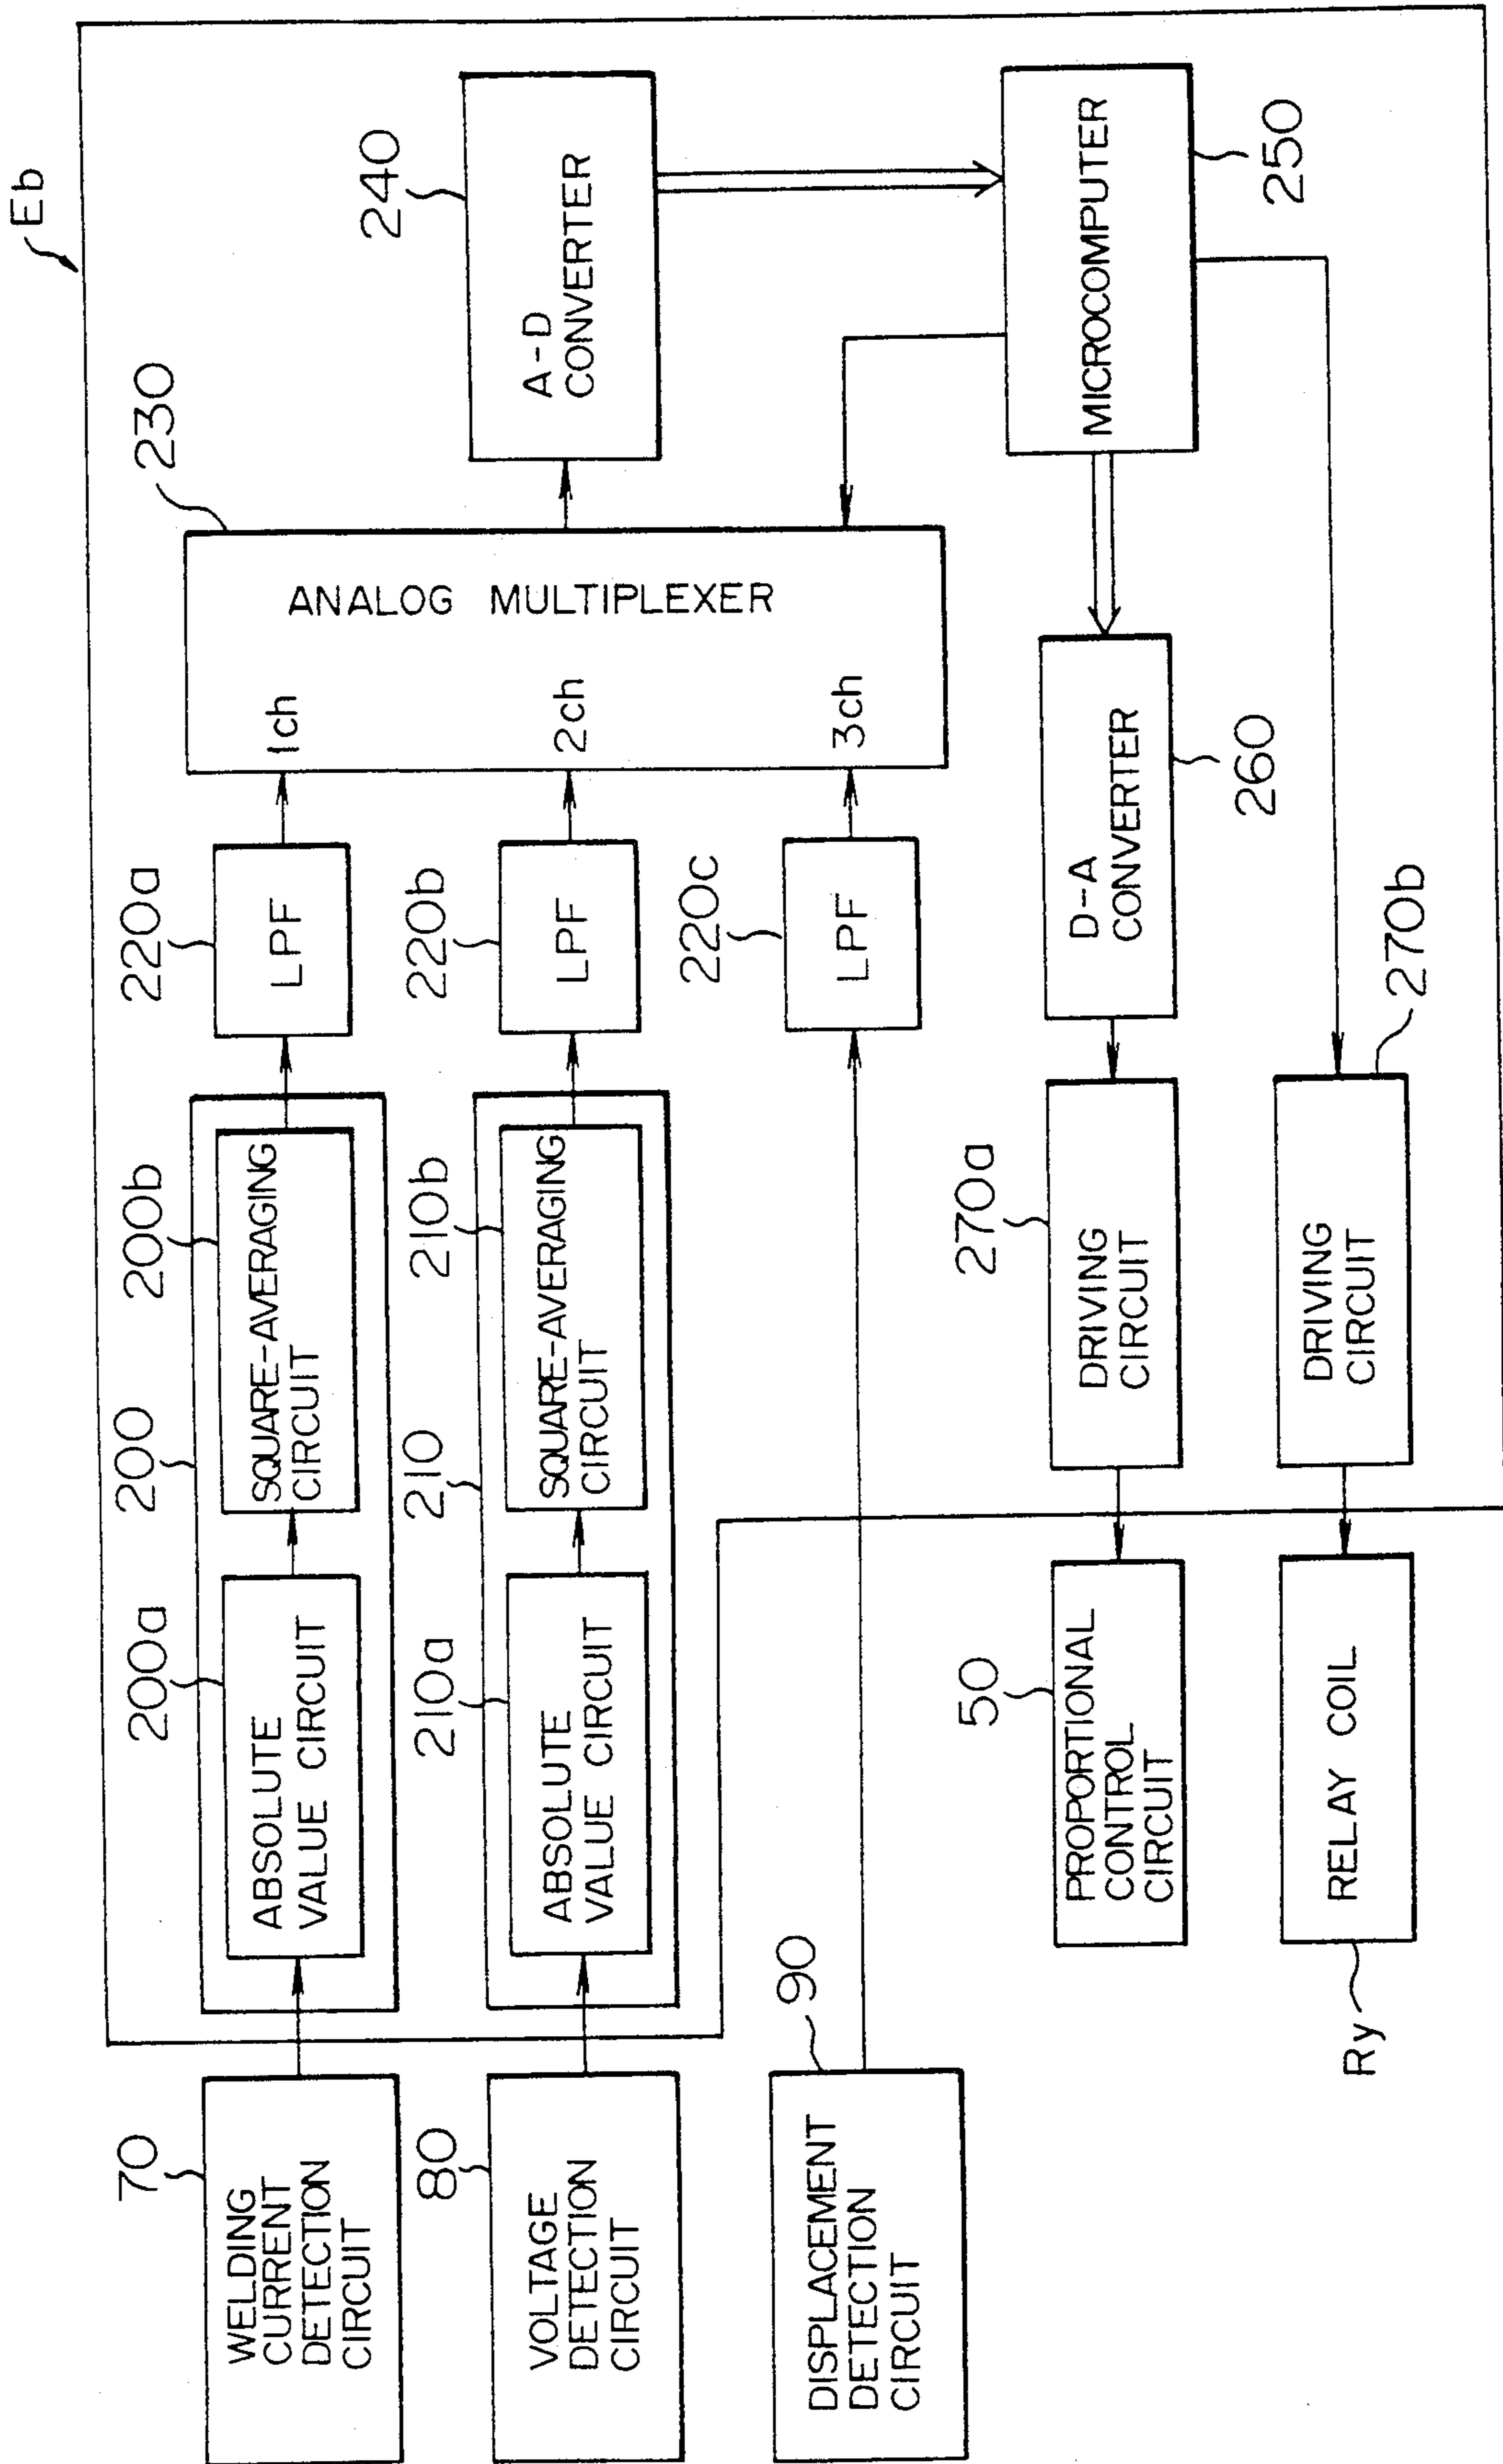 Eb
70
WELDING
CURRENT
DETECTION
CIRCUIT
200
200a
ABSOLUTE
VALUE CIRCUIT
200b
SQUARE-AVERAGING
CIRCUIT
220a
LPF
230
ANALOG MULTIPLEXER
1ch
2ch
3ch
240
A-D
CONVERTER
80
VOLTAGE
DETECTION
CIRCUIT
210
210a
ABSOLUTE
VALUE CIRCUIT
210b
SQUARE-AVERAGING
CIRCUIT
220b
LPF
90
DISPLACEMENT
DETECTION
CIRCUIT
220c
LPF
50
PROPORTIONAL
CONTROL
CIRCUIT
270a
DRIVING
CIRCUIT
D-A
CONVERTER
260
MICROCOMPUTER
250
Ry
RELAY COIL
DRIVING
CIRCUIT
270b